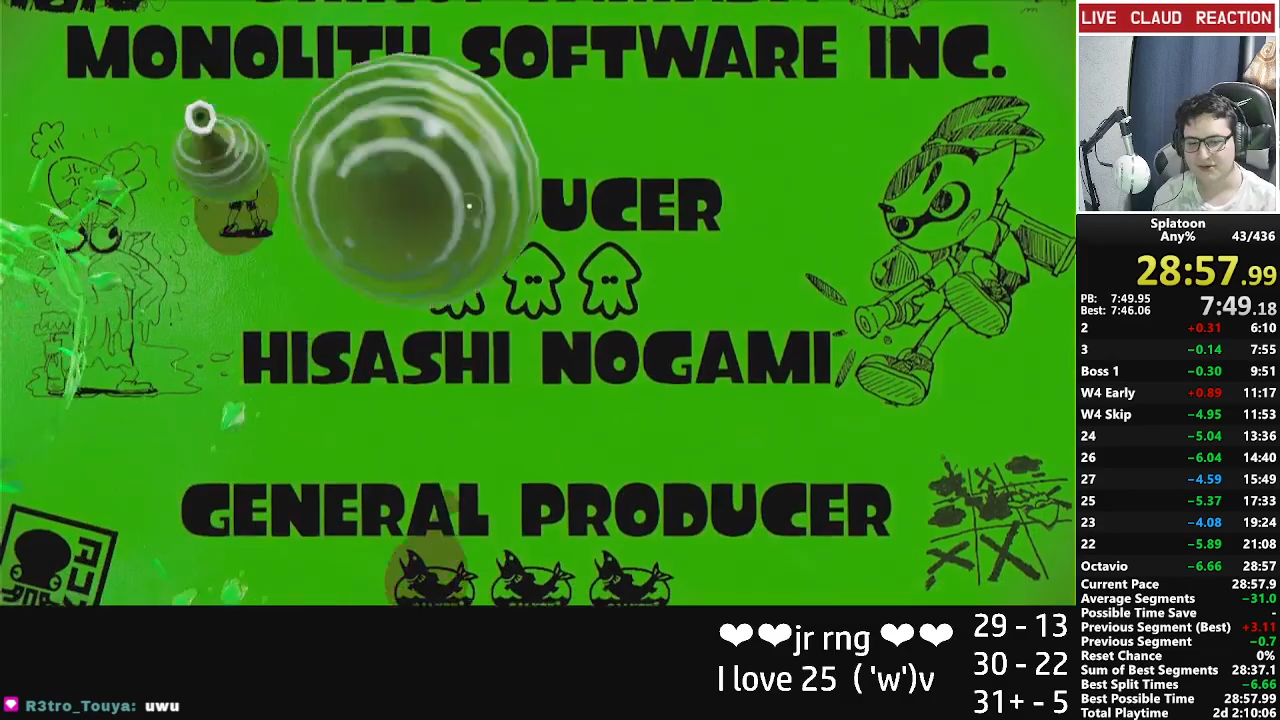 MONOLITH SOFTWARE INC.
UCER
HISASHI NOGAMI
GENERAL PRODUCER
LIVE CLAUD REACTION
Splatoon
Any% 43/436
28:57.99
PB: 7:49.95
Best: 7:46.06
7:49.18
2 +0.31 6:10
3 −0.14 7:55
Boss 1 −0.30 9:51
W4 Early +0.89 11:17
W4 Skip −4.95 11:53
24 −5.04 13:36
26 −6.04 14:40
27 −4.59 15:49
25 −5.37 17:33
23 −4.08 19:24
22 −5.89 21:08
Octavio −6.66 28:57
Current Pace 28:57.9
Average Segments −31.0
Possible Time Save -
Previous Segment (Best) +3.11
Previous Segment −0.7
Reset Chance 0%
Sum of Best Segments 28:37.1
Best Split Times −6.66
Best Possible Time 28:57.99
Total Playtime 2d 2:10:06
❤❤jr rng ❤❤
I love 25 ( 'w')v
29 - 13
30 - 22
31+ - 5
R3tro_Touya: uwu